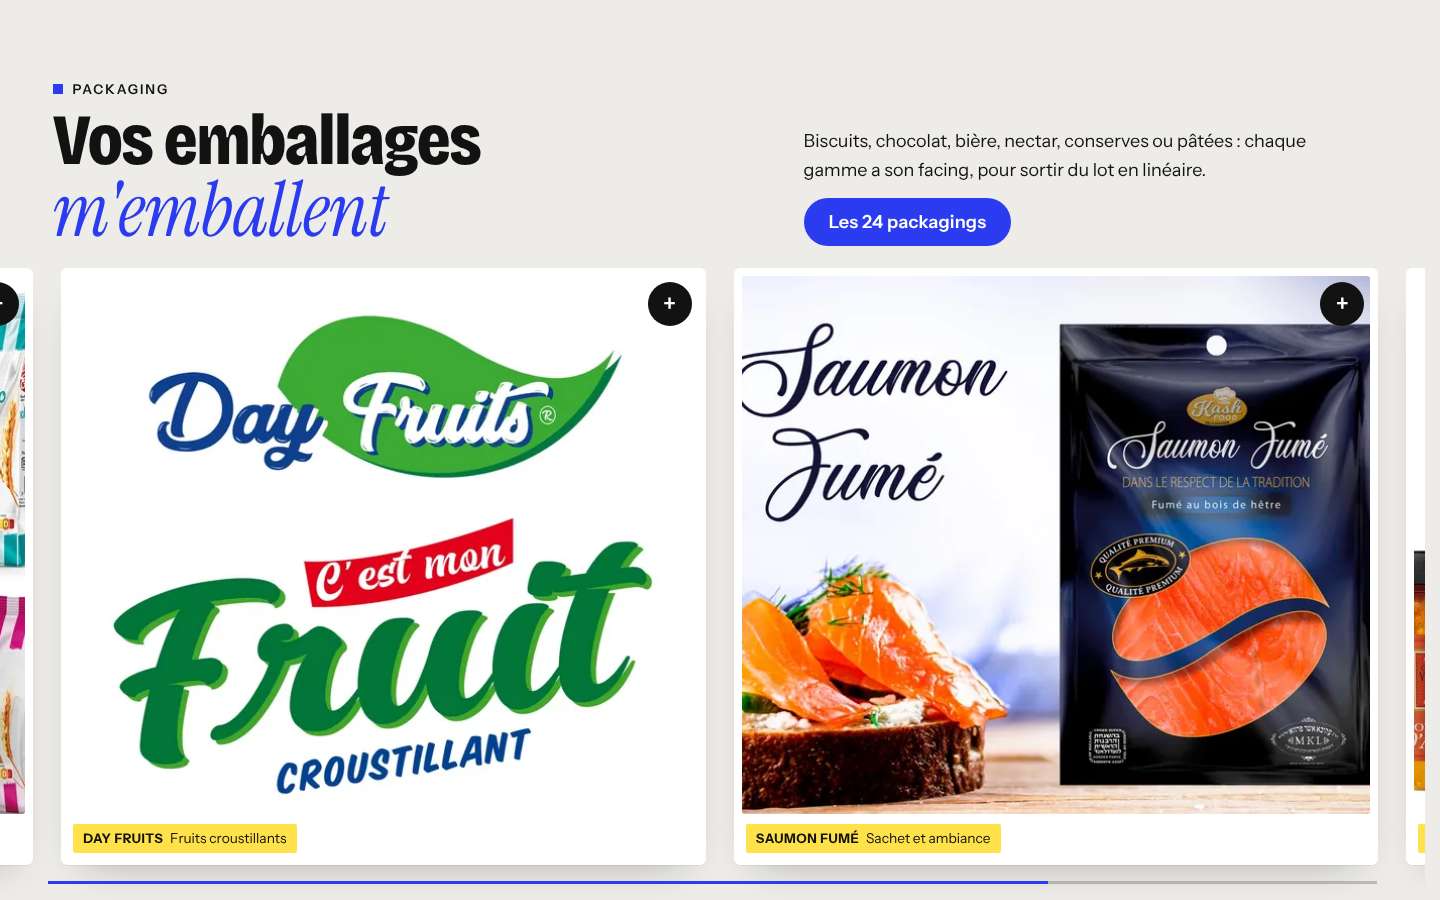 PACKAGING
Vos emballages
m'emballent
Biscuits, chocolat, bière, nectar, conserves ou pâtées : chaque
gamme a son facing, pour sortir du lot en linéaire.
Les 24 packagings
+
Day Fruits®
C'est mon
Fruit
CROUSTILLANT
DAY FRUITS Fruits croustillants
+
Saumon
Fumé
Kash
FOOD
Saumon Fumé
DANS LE RESPECT DE LA TRADITION
Fumé au bois de hêtre
QUALITÉ PREMIUM
QUALITÉ PREMIUM
MKL
SAUMON FUMÉ Sachet et ambiance